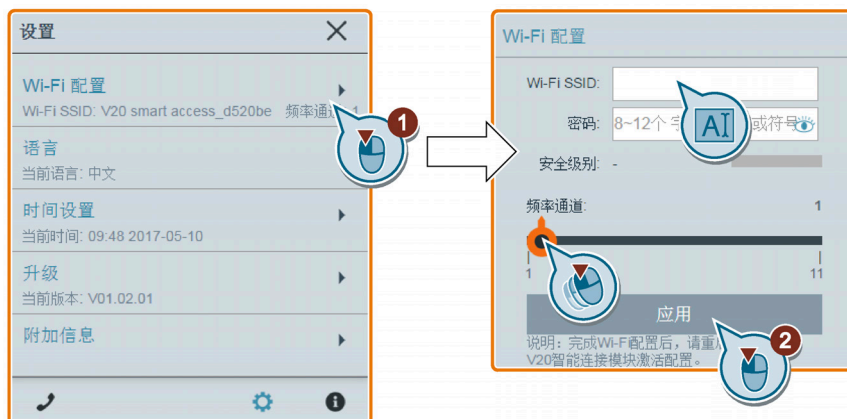 设置
Wi-Fi 配置
Wi-Fi SSID: V20 smart access_d520be 频率通 1
语言
当前语言: 中文
时间设置
当前时间: 09:48 2017-05-10
升级
当前版本: V01.02.01
附加信息
1
Wi-Fi 配置
Wi-Fi SSID:
密码: 8~12个 或符号
AI
安全级别: -
频率通道: 1
1 11
应用
说明：完成Wi-Fi配置后，请重
V20智能连接模块激活配置。
2